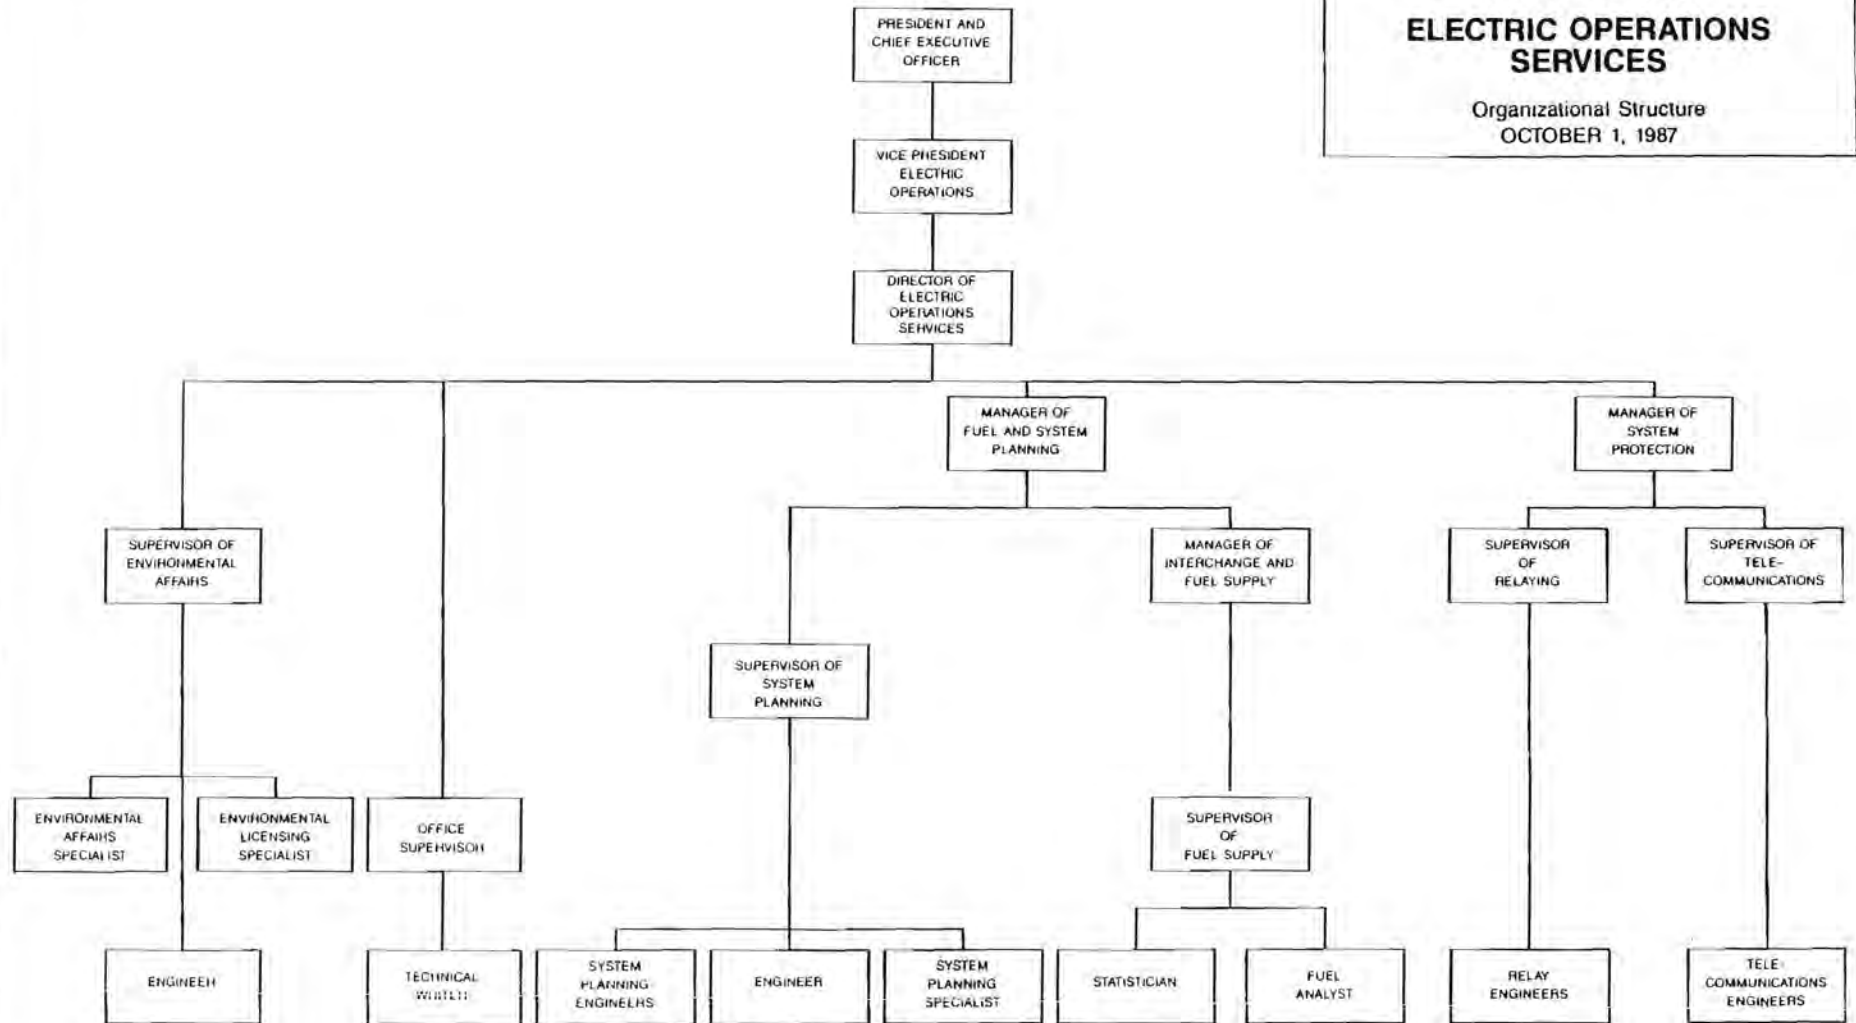 PRESIDENT AND
CHIEF EXECUTIVE
OFFICER
ELECTRIC OPERATIONS
SERVICES
Organizational Structure
OCTOBER 1, 1987
VICE PRESIDENT
ELECTRIC
OPERATIONS
DIRECTOR OF
ELECTRIC
OPERATIONS
SERVICES
MANAGER OF
FUEL AND SYSTEM
PLANNING
MANAGER OF
SYSTEM
PROTECTION
SUPERVISOR OF
ENVIRONMENTAL
AFFAIRS
MANAGER OF
INTERCHANGE AND
FUEL SUPPLY
SUPERVISOR
OF
RELAYING
SUPERVISOR OF
TELE-
COMMUNICATIONS
SUPERVISOR OF
SYSTEM
PLANNING
ENVIRONMENTAL
AFFAIRS
SPECIALIST
ENVIRONMENTAL
LICENSING
SPECIALIST
OFFICE
SUPERVISOR
SUPERVISOR
OF
FUEL SUPPLY
ENGINEER
TECHNICAL
WRITER
SYSTEM
PLANNING
ENGINEERS
ENGINEER
SYSTEM
PLANNING
SPECIALIST
STATISTICIAN
FUEL
ANALYST
RELAY
ENGINEERS
TELE-
COMMUNICATIONS
ENGINEERS